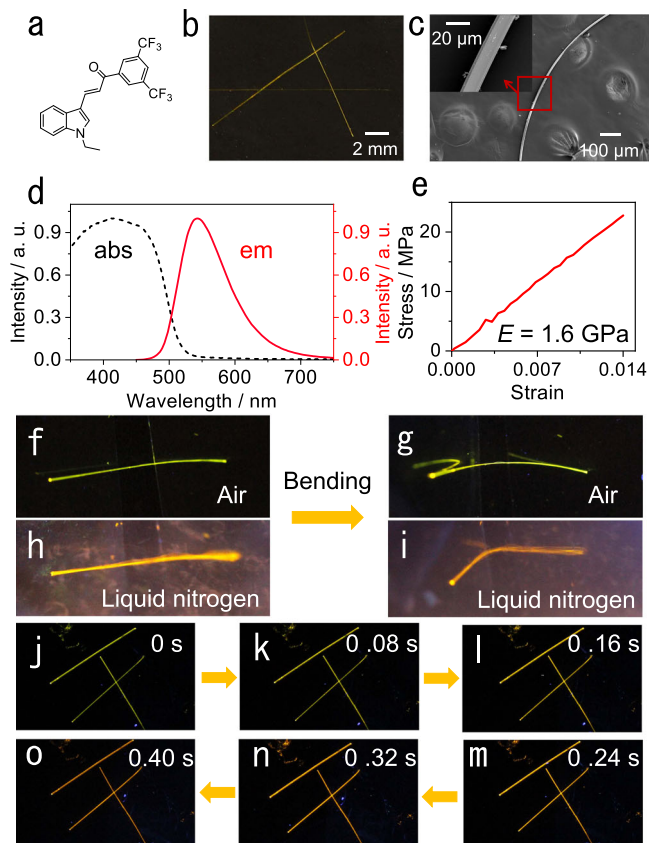 a
O
CF3
CF3
N
b
2 mm
c
20 μm
100 μm
d
Intensity / a. u.
0.9
0.6
0.3
0.0
abs
em
0.9
0.6
0.3
0.0
Intensity / a. u.
400 500 600 700
Wavelength / nm
e
Stress / MPa
20
10
0
E = 1.6 GPa
0.000 0.007 0.014
Strain
f
Air
Bending
g
Air
h
Liquid nitrogen
i
Liquid nitrogen
j
0 s
k
0 .08 s
l
0 .16 s
o
0.40 s
n
0 .32 s
m
0 .24 s